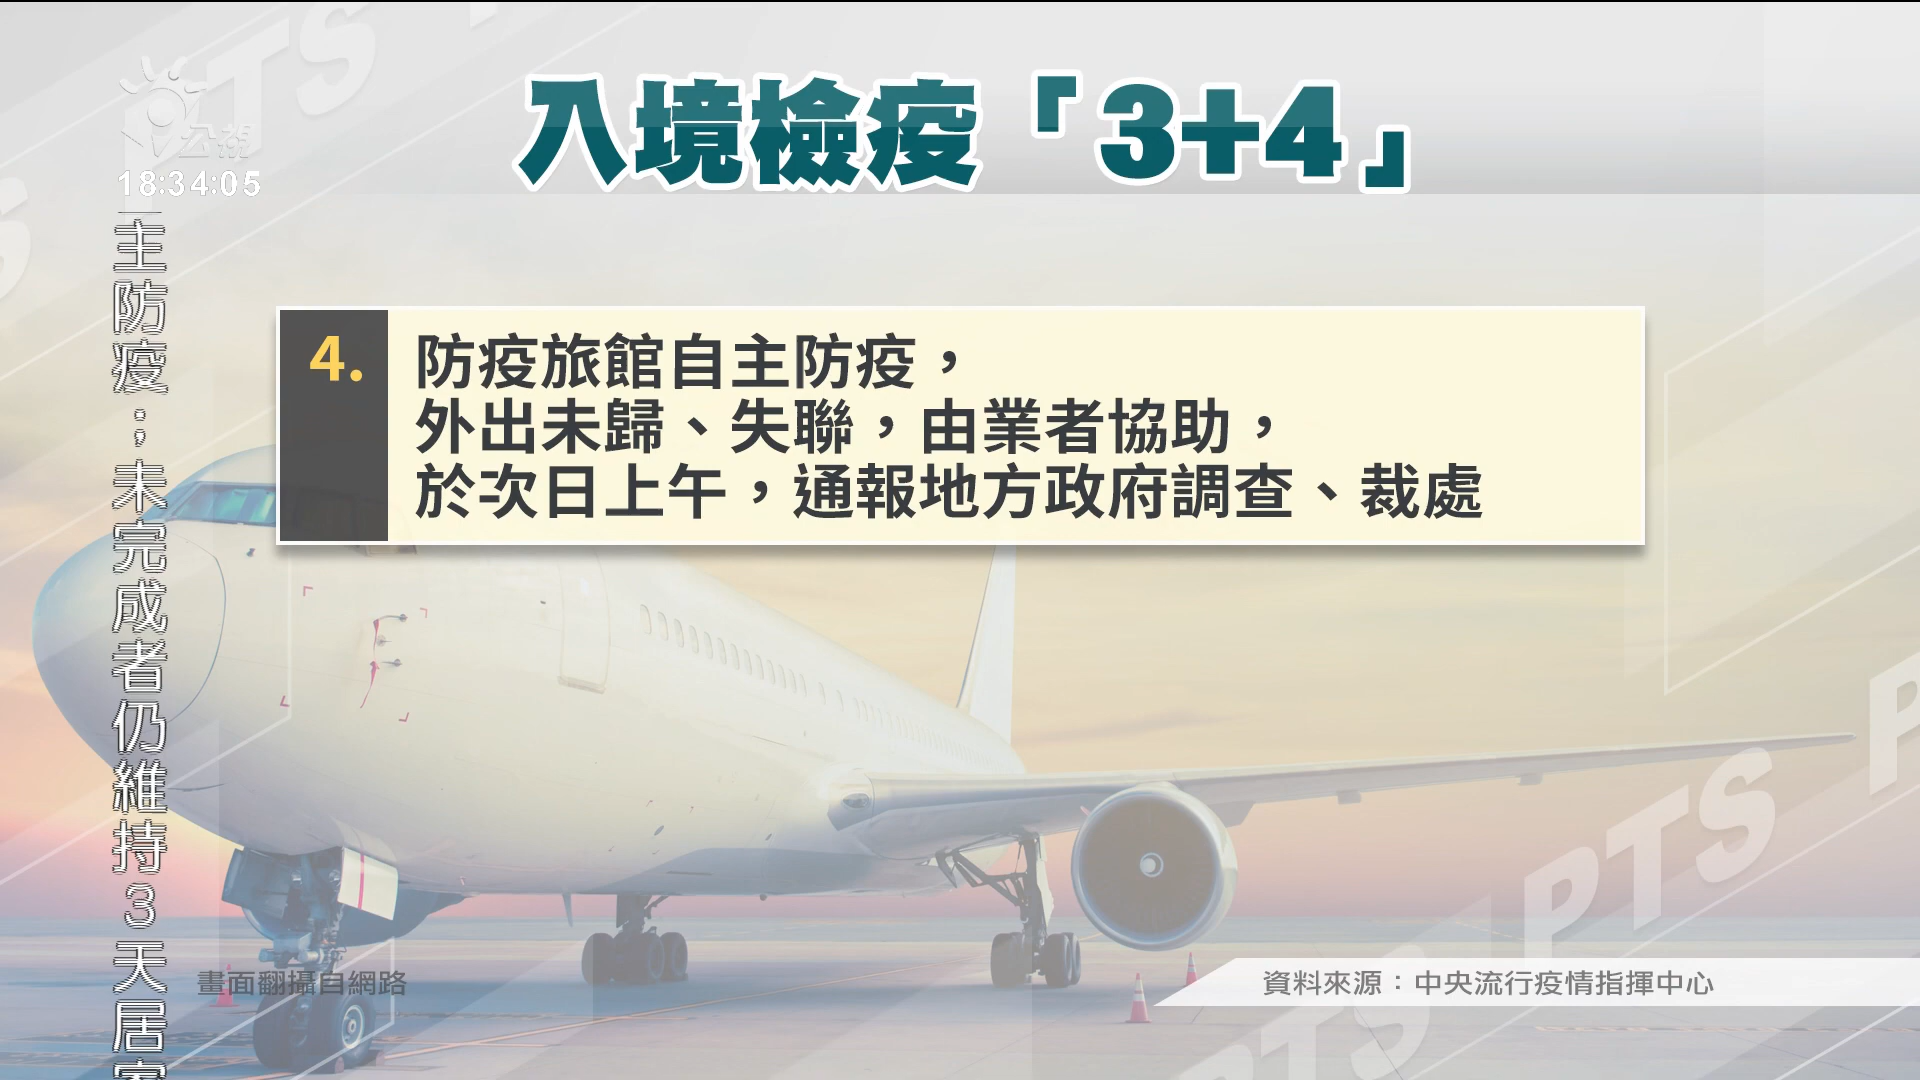 入境檢疫「3+4」
公視
18:34:05
主防疫；未完成者仍維持3天居
4. 防疫旅館自主防疫，
外出未歸、失聯，由業者協助，
於次日上午，通報地方政府調查、裁處
畫面翻攝自網路
資料來源：中央流行疫情指揮中心
PTS
PTS
PTS